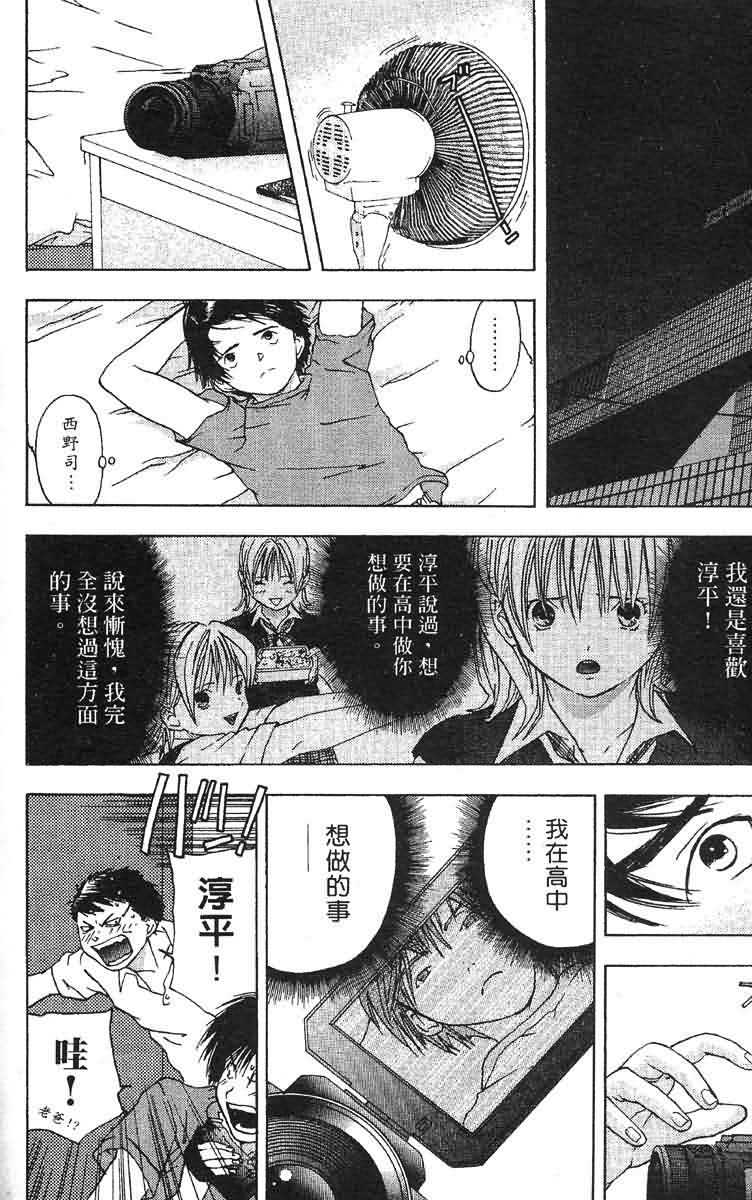 ブー
……
西野司…
我還是喜歡
淳平！
淳平說過，想
要在高中做你
想做的事。
說來慚愧，我完
全沒想過這方面
的事。
我在高中
……
想做的事
——
淳平！
哇！
老爸!?